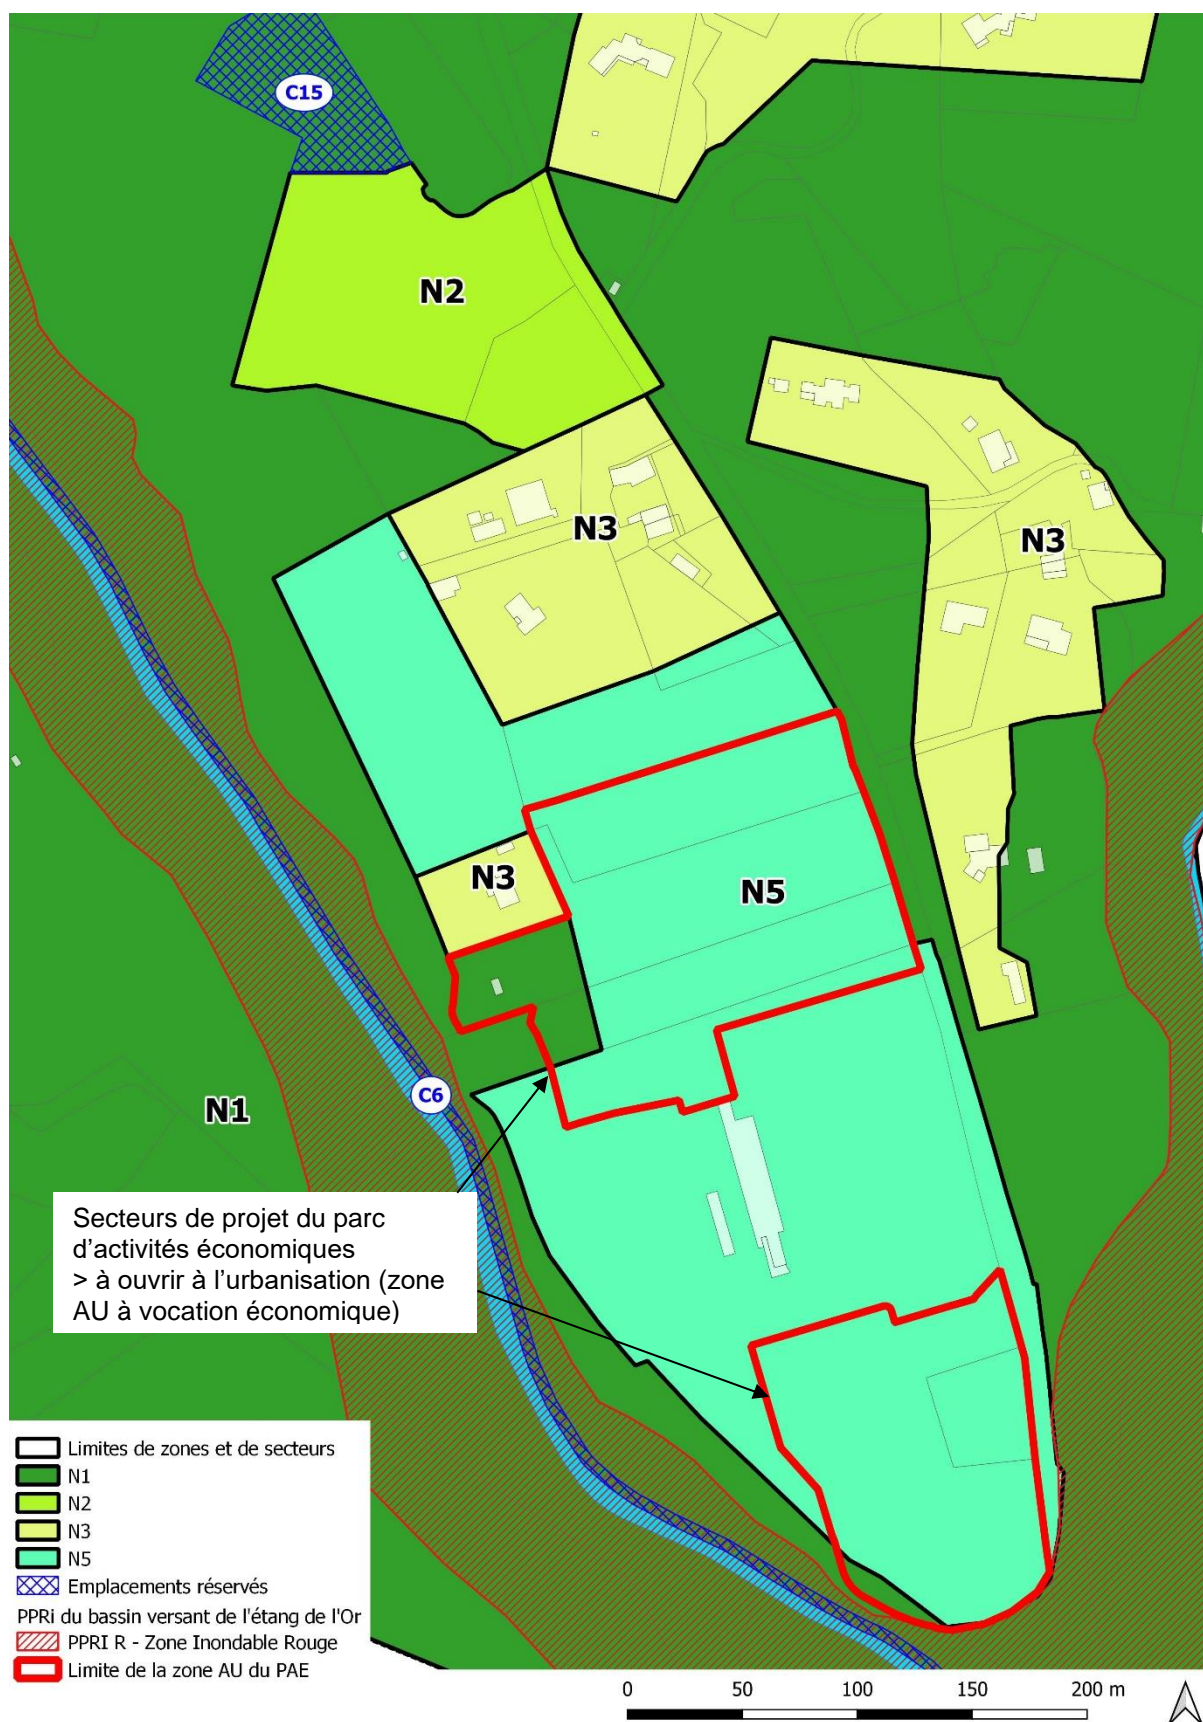 C15
N2
N3
N3
N3
N5
C6
N1
Secteurs de projet du parc
d’activités économiques
> à ouvrir à l’urbanisation (zone
AU à vocation économique)
Limites de zones et de secteurs
N1
N2
N3
N5
Emplacements réservés
PPRi du bassin versant de l'étang de l'Or
PPRI R - Zone Inondable Rouge
Limite de la zone AU du PAE
0 50 100 150 200 m